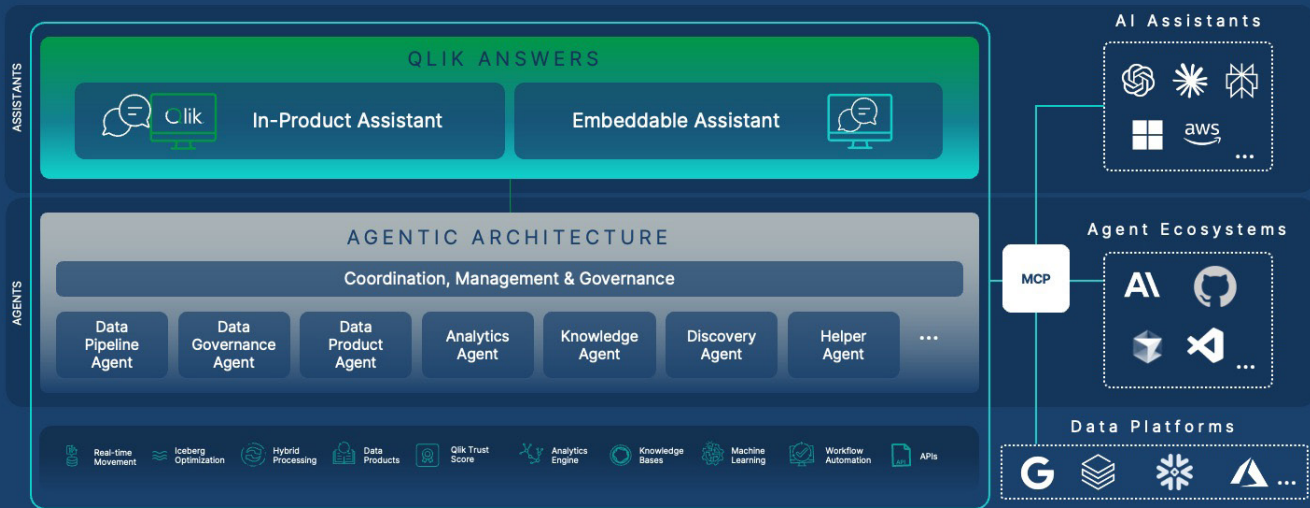 ASSISTANTS
QLIK ANSWERS
Qlik
In-Product Assistant
Embeddable Assistant
AGENTS
AGENTIC ARCHITECTURE
Coordination, Management & Governance
Data
Pipeline
Agent
Data
Governance
Agent
Data
Product
Agent
Analytics
Agent
Knowledge
Agent
Discovery
Agent
Helper
Agent
...
Real-time
Movement
Iceberg
Optimization
Hybrid
Processing
Data
Products
Qlik Trust
Score
Analytics
Engine
Knowledge
Bases
Machine
Learning
Workflow
Automation
API
APIs
MCP
AI Assistants
aws
...
Agent Ecosystems
A\
...
Data Platforms
G
...